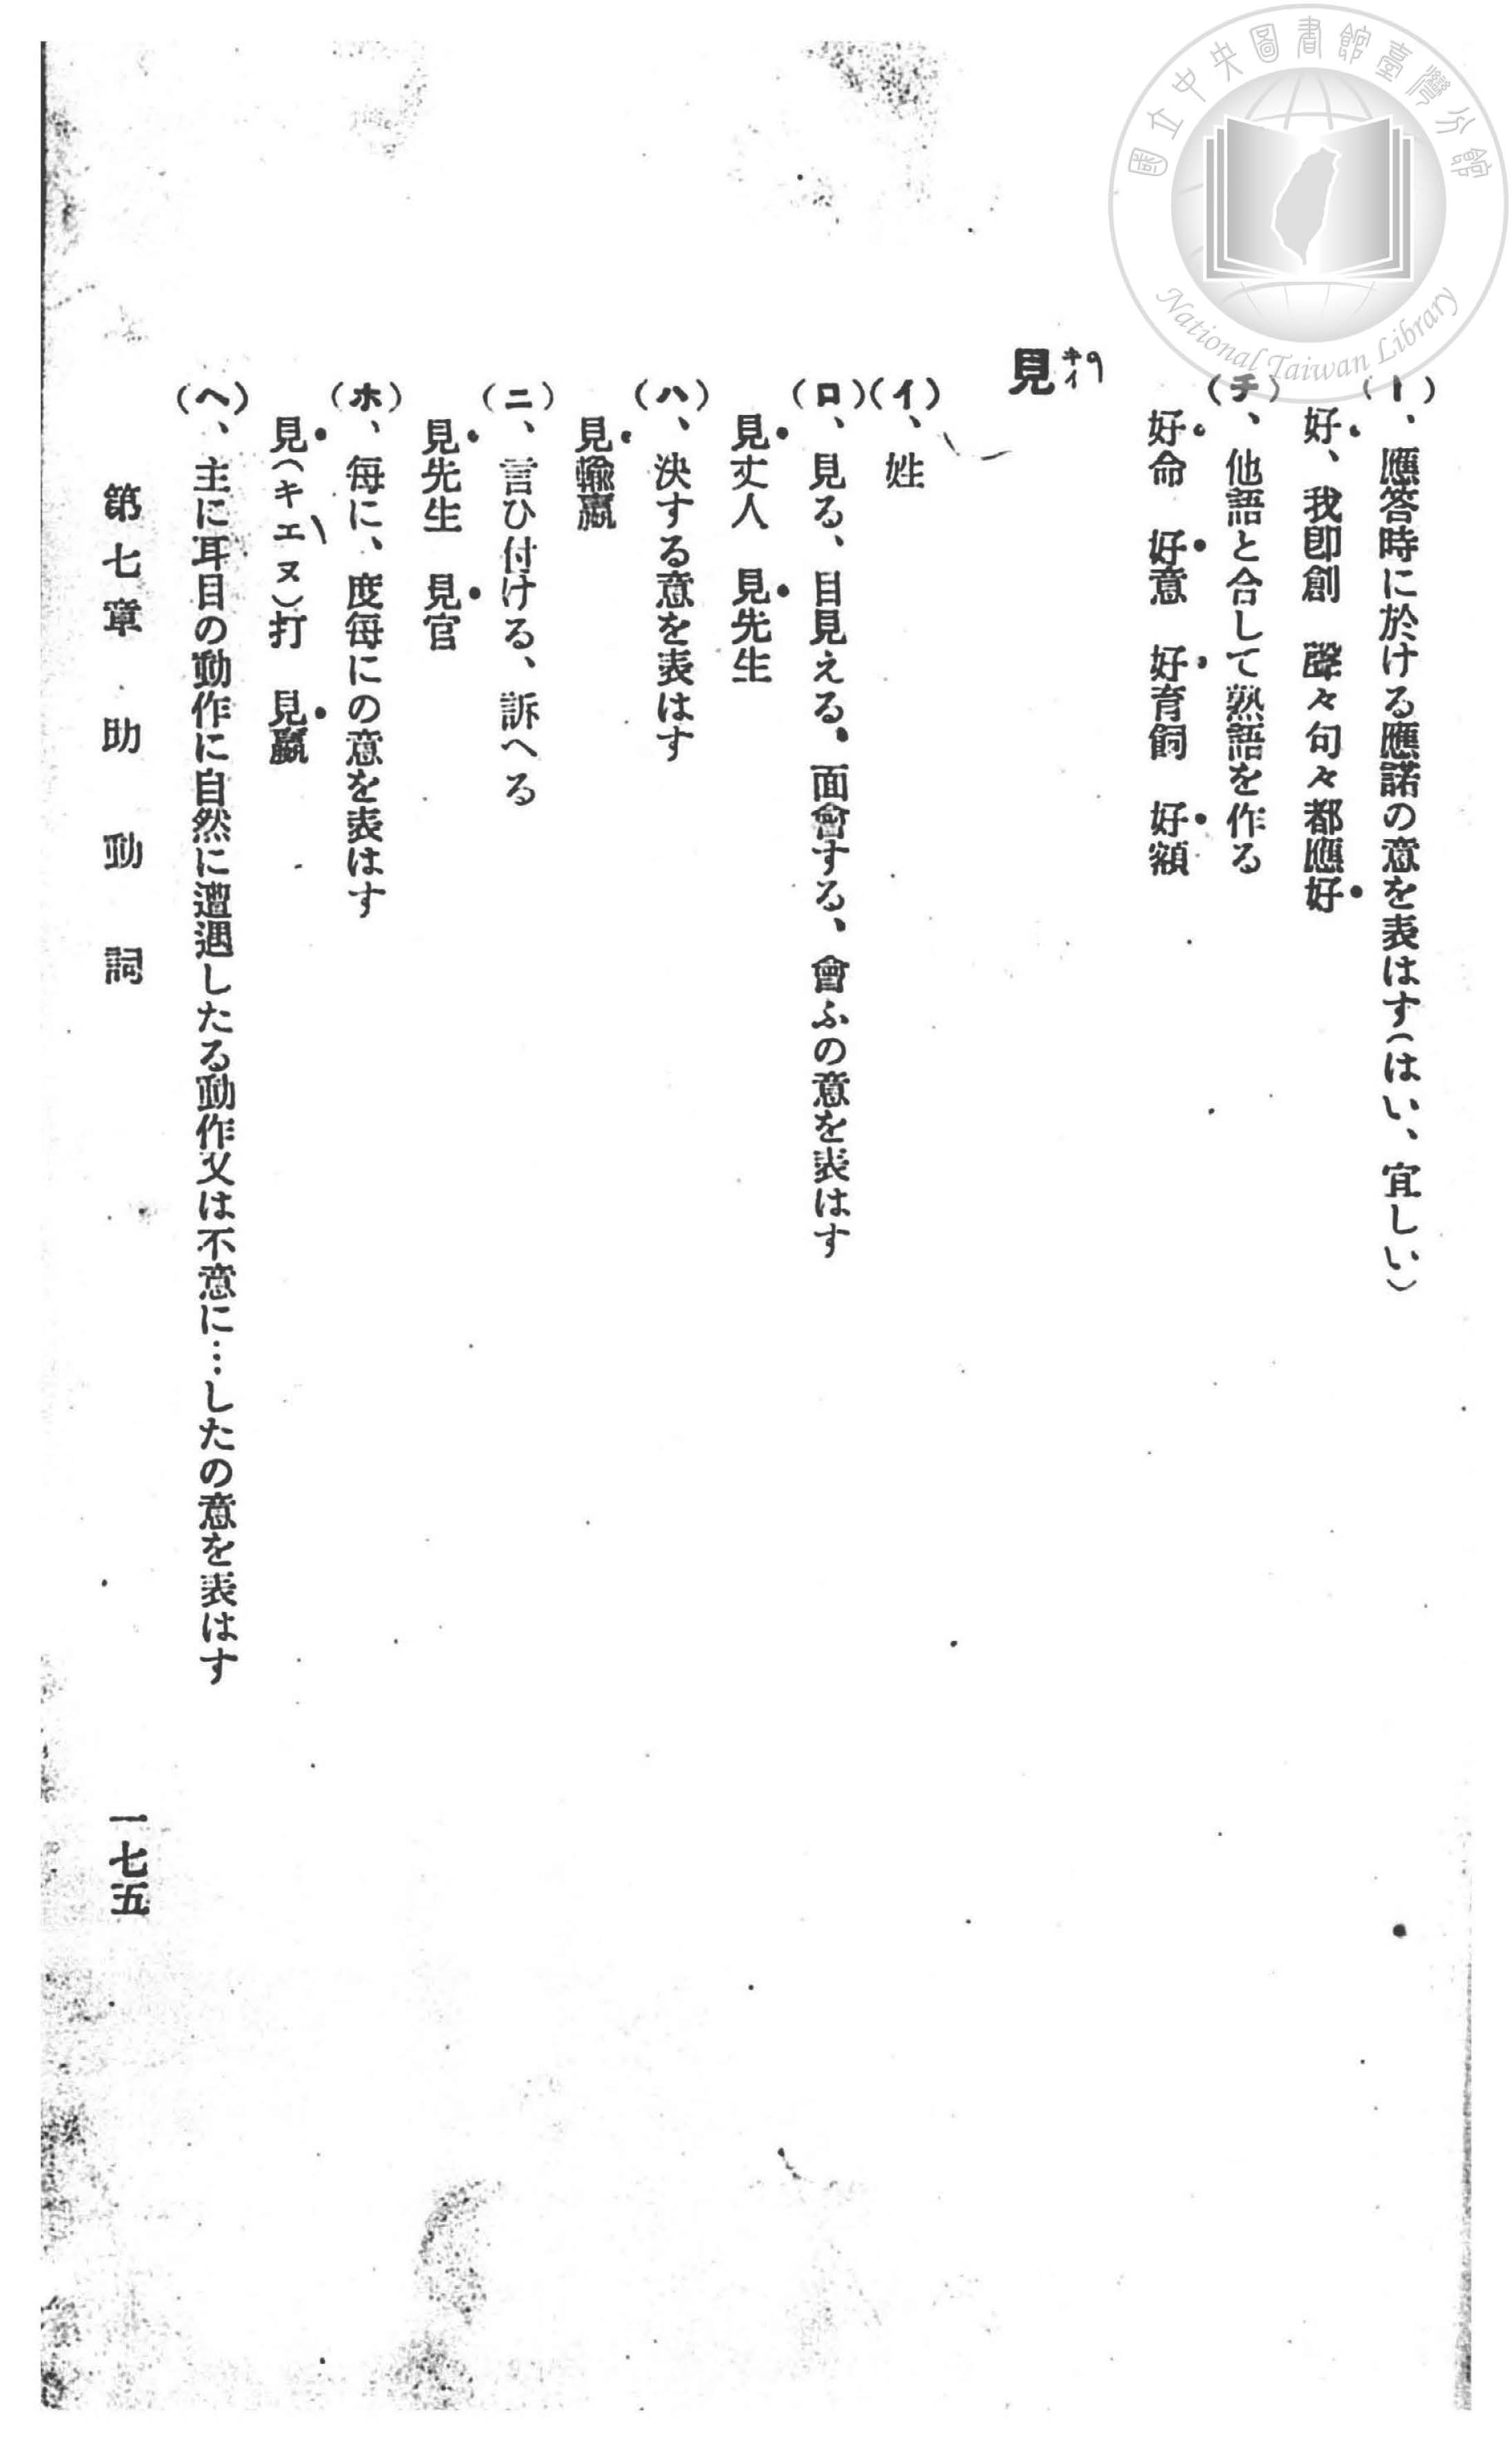 國立中央圖書館臺灣分館
National Taiwan Library
(ト)、應答時に於ける應諾の意を表はす(はい、宜しい)
好、我卽創　聲々句々都應好
(チ)、他語と合して熟語を作る
好命　好意　好育飼　好額
見
(イ)、姓
(ロ)、見る、目見える、面會する、會ふの意を表はす
見丈人　見先生
(ハ)、決する意を表はす
見輸贏
(ニ)、言ひ付ける、訴へる
見先生　見官
(ホ)、每に、度每にの意を表はす
見(キエヌ)打　見贏
(ヘ)、主に耳目の動作に自然に遭遇したる動作又は不意に…したの意を表はす
第七章　助動詞
一七五